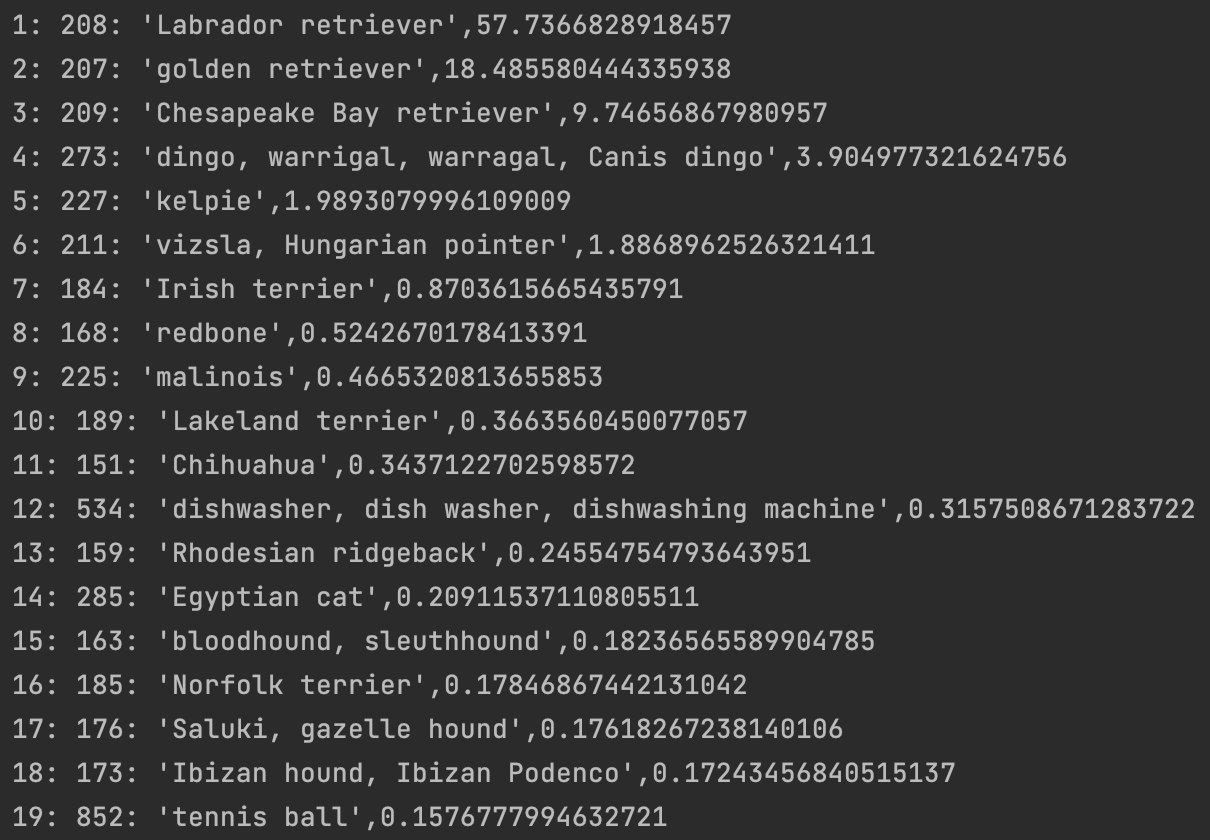 1: 208: 'Labrador retriever',57.7366828918457
2: 207: 'golden retriever',18.485580444335938
3: 209: 'Chesapeake Bay retriever',9.74656867980957
4: 273: 'dingo, warrigal, warragal, Canis dingo',3.904977321624756
5: 227: 'kelpie',1.9893079996109009
6: 211: 'vizsla, Hungarian pointer',1.8868962526321411
7: 184: 'Irish terrier',0.8703615665435791
8: 168: 'redbone',0.5242670178413391
9: 225: 'malinois',0.4665320813655853
10: 189: 'Lakeland terrier',0.3663560450077057
11: 151: 'Chihuahua',0.3437122702598572
12: 534: 'dishwasher, dish washer, dishwashing machine',0.3157508671283722
13: 159: 'Rhodesian ridgeback',0.24554754793643951
14: 285: 'Egyptian cat',0.20911537110805511
15: 163: 'bloodhound, sleuthhound',0.18236565589904785
16: 185: 'Norfolk terrier',0.17846867442131042
17: 176: 'Saluki, gazelle hound',0.17618267238140106
18: 173: 'Ibizan hound, Ibizan Podenco',0.17243456840515137
19: 852: 'tennis ball',0.1576777994632721